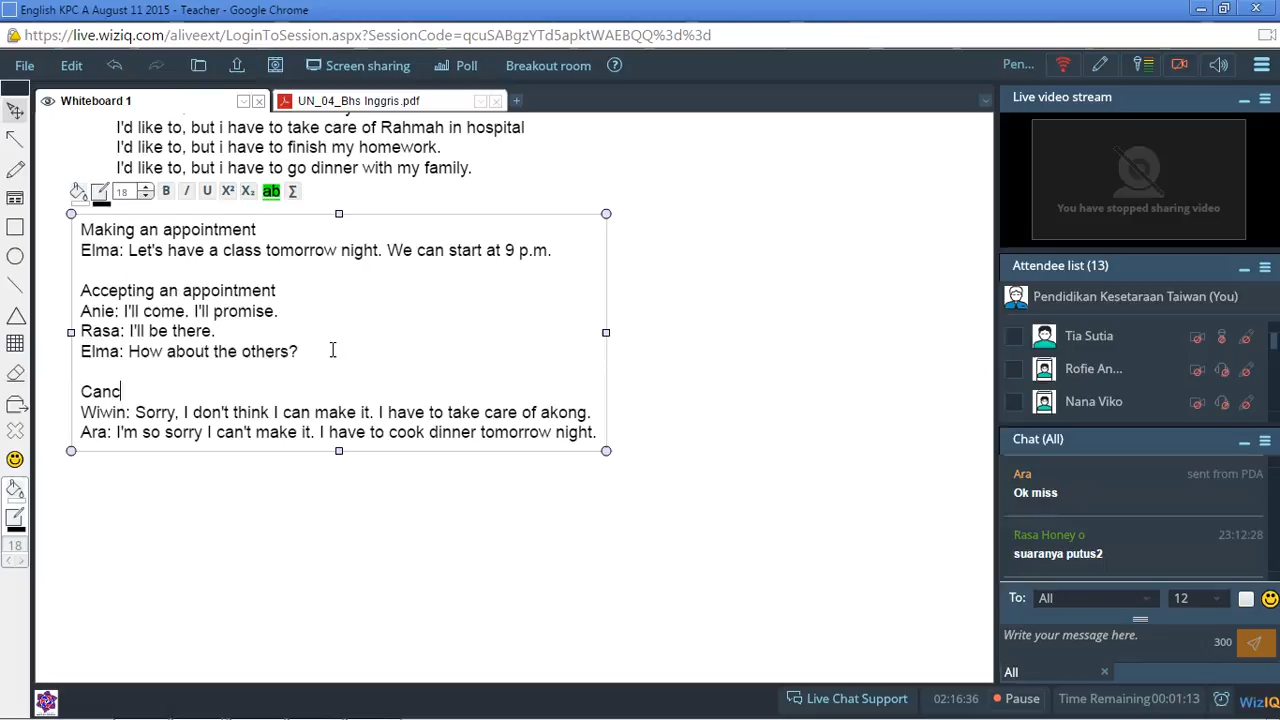 English KPC A August 11 2015 - Teacher - Google Chrome
https://live.wiziq.com/aliveext/LoginToSession.aspx?SessionCode=qcuSABgzYTd5apktWAEBQQ%3d%3d
File Edit Screen sharing Poll Breakout room ? Pen...
Whiteboard 1 UN_04_Bhs Inggris.pdf +
Live video stream
I'd like to, but i have to take care of Rahmah in hospital
I'd like to, but i have to finish my homework.
I'd like to, but i have to go dinner with my family.
18 B I U X² X₂ ab Σ
You have stopped sharing video
Making an appointment
Elma: Let's have a class tomorrow night. We can start at 9 p.m.
Accepting an appointment
Anie: I'll come. I'll promise.
Rasa: I'll be there.
Elma: How about the others?
Canc
Wiwin: Sorry, I don't think I can make it. I have to take care of akong.
Ara: I'm so sorry I can't make it. I have to cook dinner tomorrow night.
18
Attendee list (13)
Pendidikan Kesetaraan Taiwan (You)
Tia Sutia
Rofie An...
Nana Viko
Chat (All)
Ara sent from PDA
Ok miss
Rasa Honey o 23:12:28
suaranya putus2
To: All 12
Write your message here. 300
All
Live Chat Support 02:16:36 Pause Time Remaining00:01:13 WizIQ